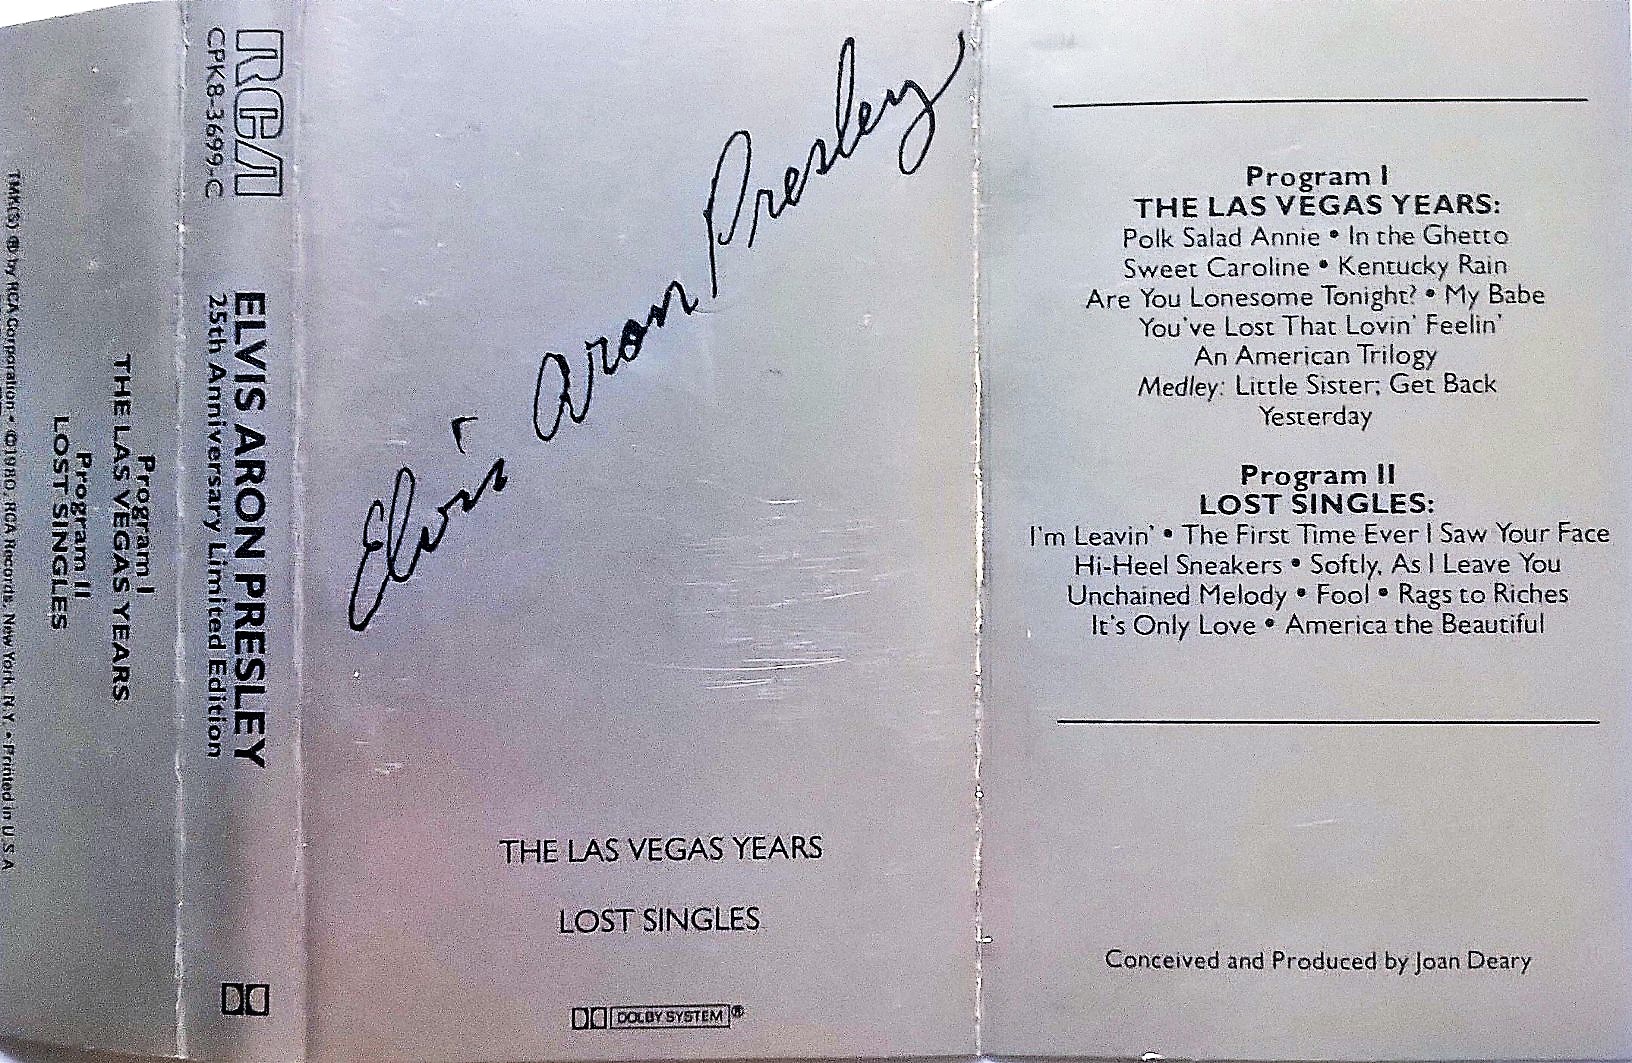 TMK(S) ® by RCA Corporation • ©1980, RCA Records, New York, N.Y. • Printed in U.S.A
Program I
THE LAS VEGAS YEARS
Program II
LOST SINGLES
RCA
CPK8-3699-C
ELVIS ARON PRESLEY
25th Anniversary Limited Edition
Elvis Aron Presley
THE LAS VEGAS YEARS
LOST SINGLES
DOLBY SYSTEM®
Program I
THE LAS VEGAS YEARS:
Polk Salad Annie • In the Ghetto
Sweet Caroline • Kentucky Rain
Are You Lonesome Tonight? • My Babe
You've Lost That Lovin' Feelin'
An American Trilogy
Medley: Little Sister; Get Back
Yesterday
Program II
LOST SINGLES:
I'm Leavin' • The First Time Ever I Saw Your Face
Hi-Heel Sneakers • Softly, As I Leave You
Unchained Melody • Fool • Rags to Riches
It's Only Love • America the Beautiful
Conceived and Produced by Joan Deary